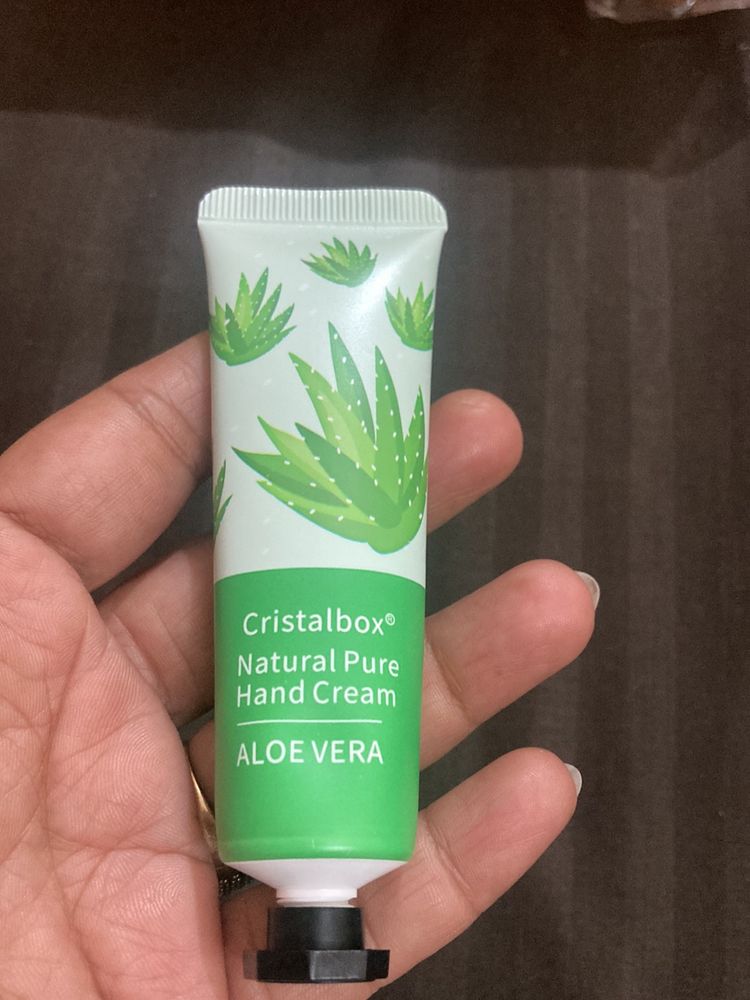 Cristalbox®
Natural Pure
Hand Cream
ALOE VERA